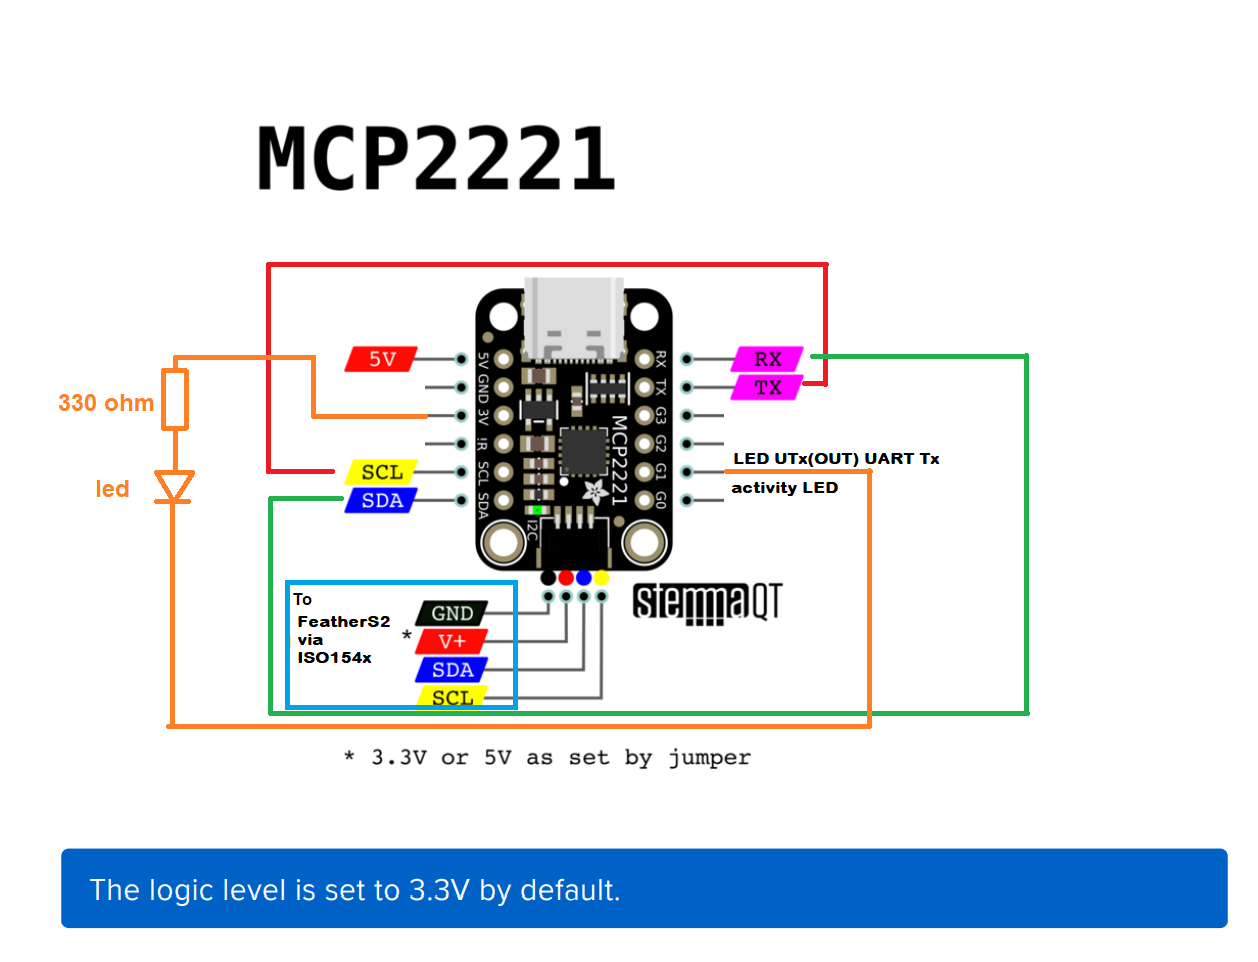 MCP2221
5V
RX
TX
330 ohm
led
SCL
SDA
5V GND 3V !R SCL SDA
RX TX G3 G2 G1 G0
MCP2221
I2C
LED UTx(OUT) UART Tx
activity LED
To
FeatherS2
via
ISO154x
GND
* V+
SDA
SCL
stemma QT
* 3.3V or 5V as set by jumper
The logic level is set to 3.3V by default.